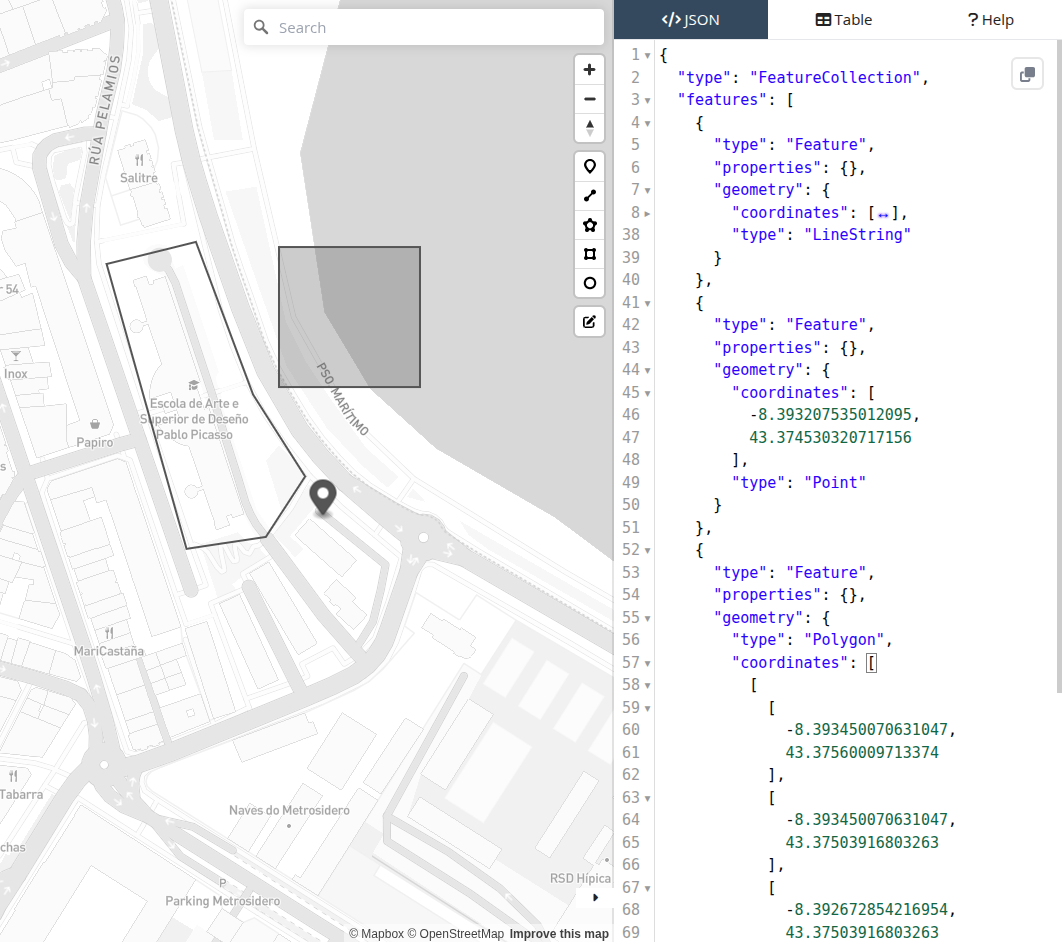 Search
RÚA PELAMIOS
Salitre
54
Inox
Escola de Arte e
Superior de Deseño
Pablo Picasso
Papiro
PSO MARÍTIMO
s
MariCastaña
Tabarra
Naves do Metrosidero
chas
RSD Hípica
P
Parking Metrosidero
© Mapbox © OpenStreetMap Improve this map
</> JSON
Table
? Help
1 {
2 "type": "FeatureCollection",
3 "features": [
4 {
5 "type": "Feature",
6 "properties": {},
7 "geometry": {
8 "coordinates": [↔],
38 "type": "LineString"
39 }
40 },
41 {
42 "type": "Feature",
43 "properties": {},
44 "geometry": {
45 "coordinates": [
46 -8.393207535012095,
47 43.374530320717156
48 ],
49 "type": "Point"
50 }
51 },
52 {
53 "type": "Feature",
54 "properties": {},
55 "geometry": {
56 "type": "Polygon",
57 "coordinates": [
58 [
59 [
60 -8.393450070631047,
61 43.37560009713374
62 ],
63 [
64 -8.393450070631047,
65 43.37503916803263
66 ],
67 [
68 -8.392672854216954,
69 43.37503916803263